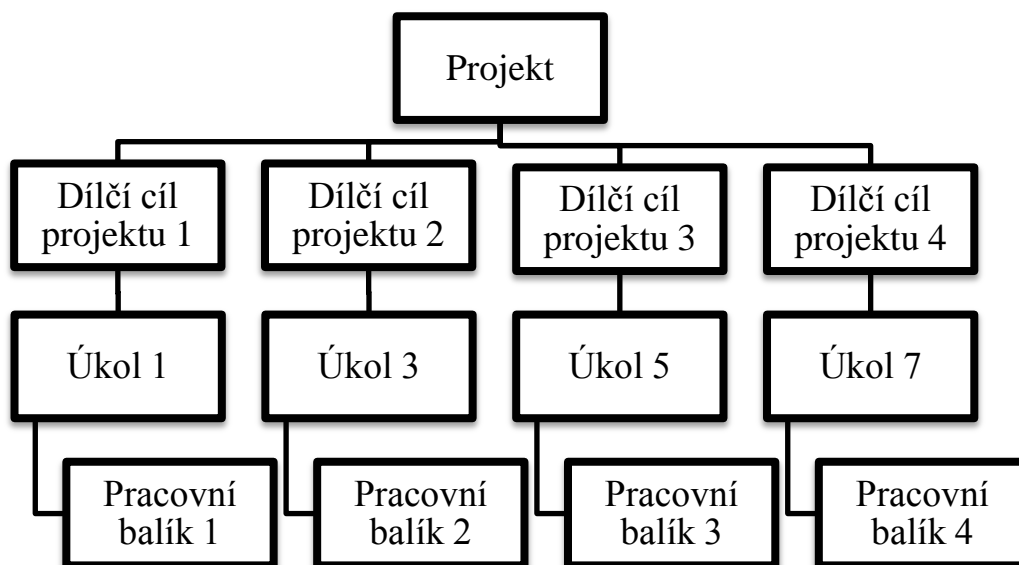 Projekt
Dílčí cíl
projektu 1
Dílčí cíl
projektu 2
Dílčí cíl
projektu 3
Dílčí cíl
projektu 4
Úkol 1
Úkol 3
Úkol 5
Úkol 7
Pracovní
balík 1
Pracovní
balík 2
Pracovní
balík 3
Pracovní
balík 4